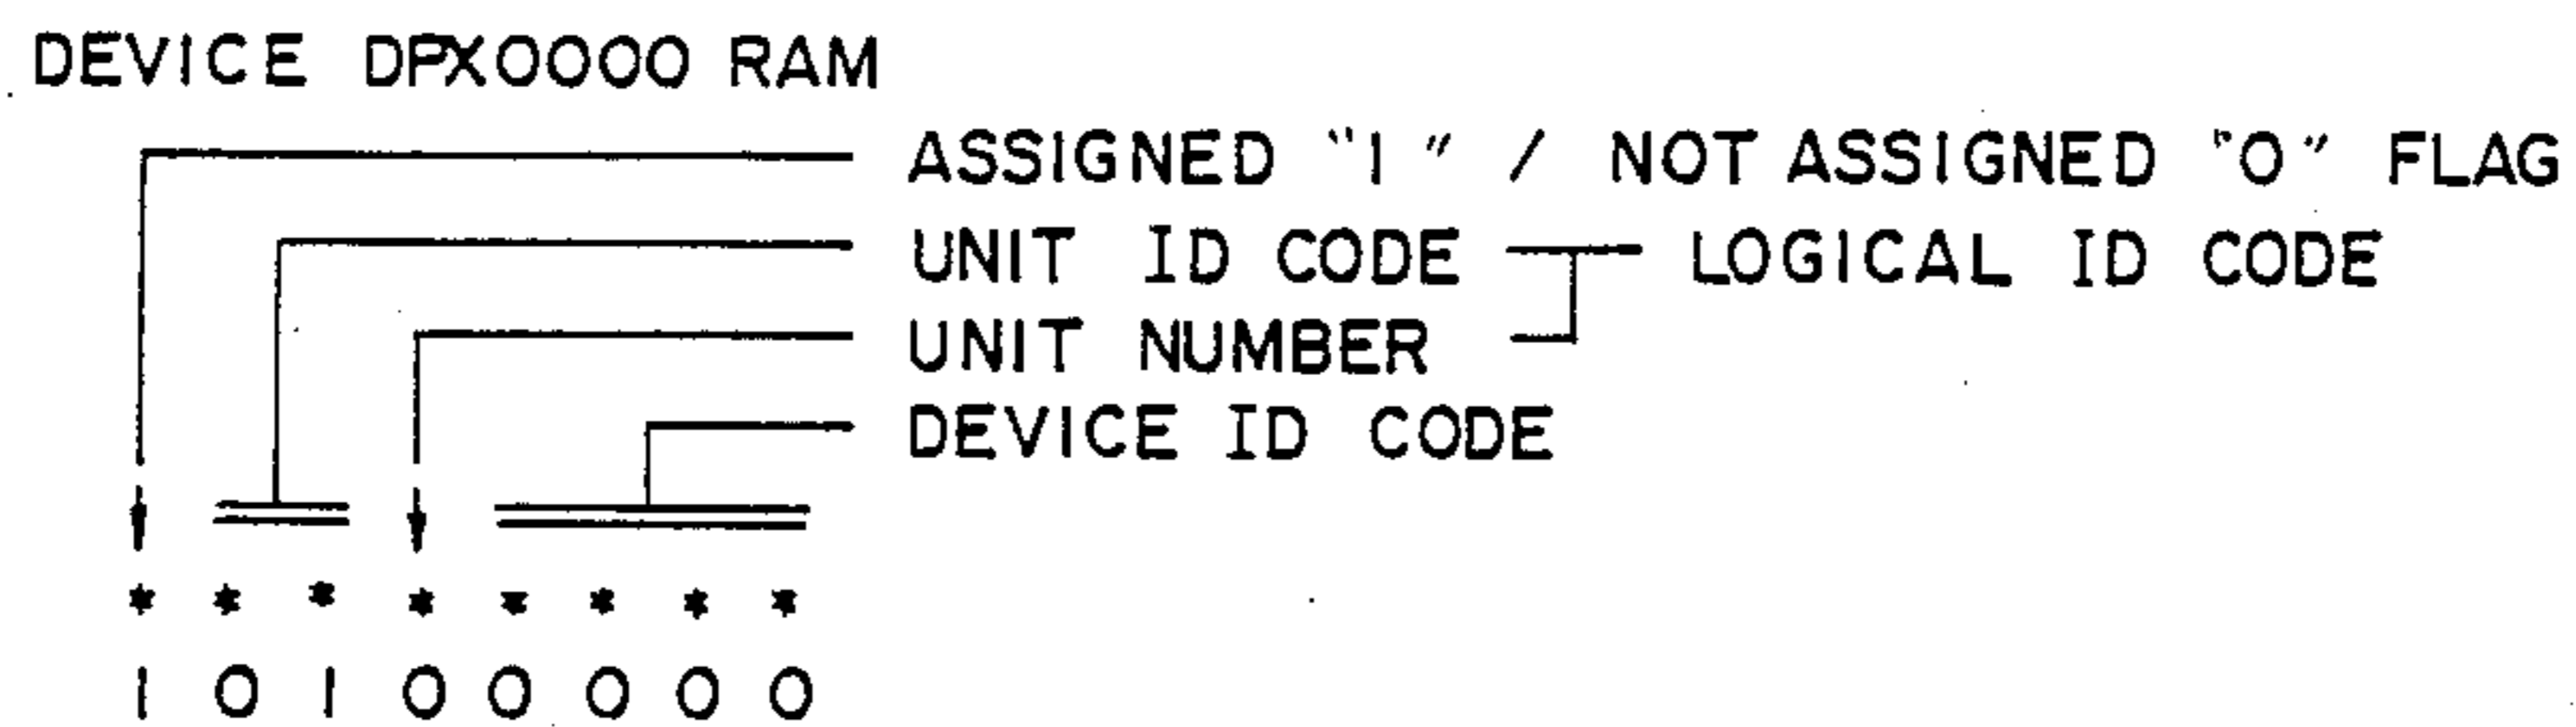 DEVICE DPX0000 RAM
ASSIGNED "1" / NOT ASSIGNED "0" FLAG
UNIT ID CODE LOGICAL ID CODE
UNIT NUMBER
DEVICE ID CODE
* * * * * * * *
1 0 1 0 0 0 0 0